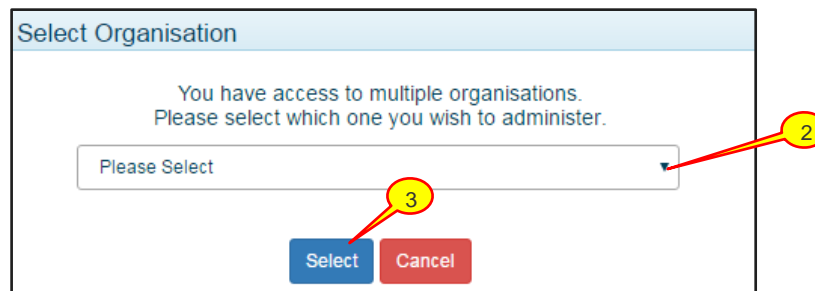 Select Organisation
You have access to multiple organisations.
Please select which one you wish to administer.
Please Select
2
3
Select Cancel